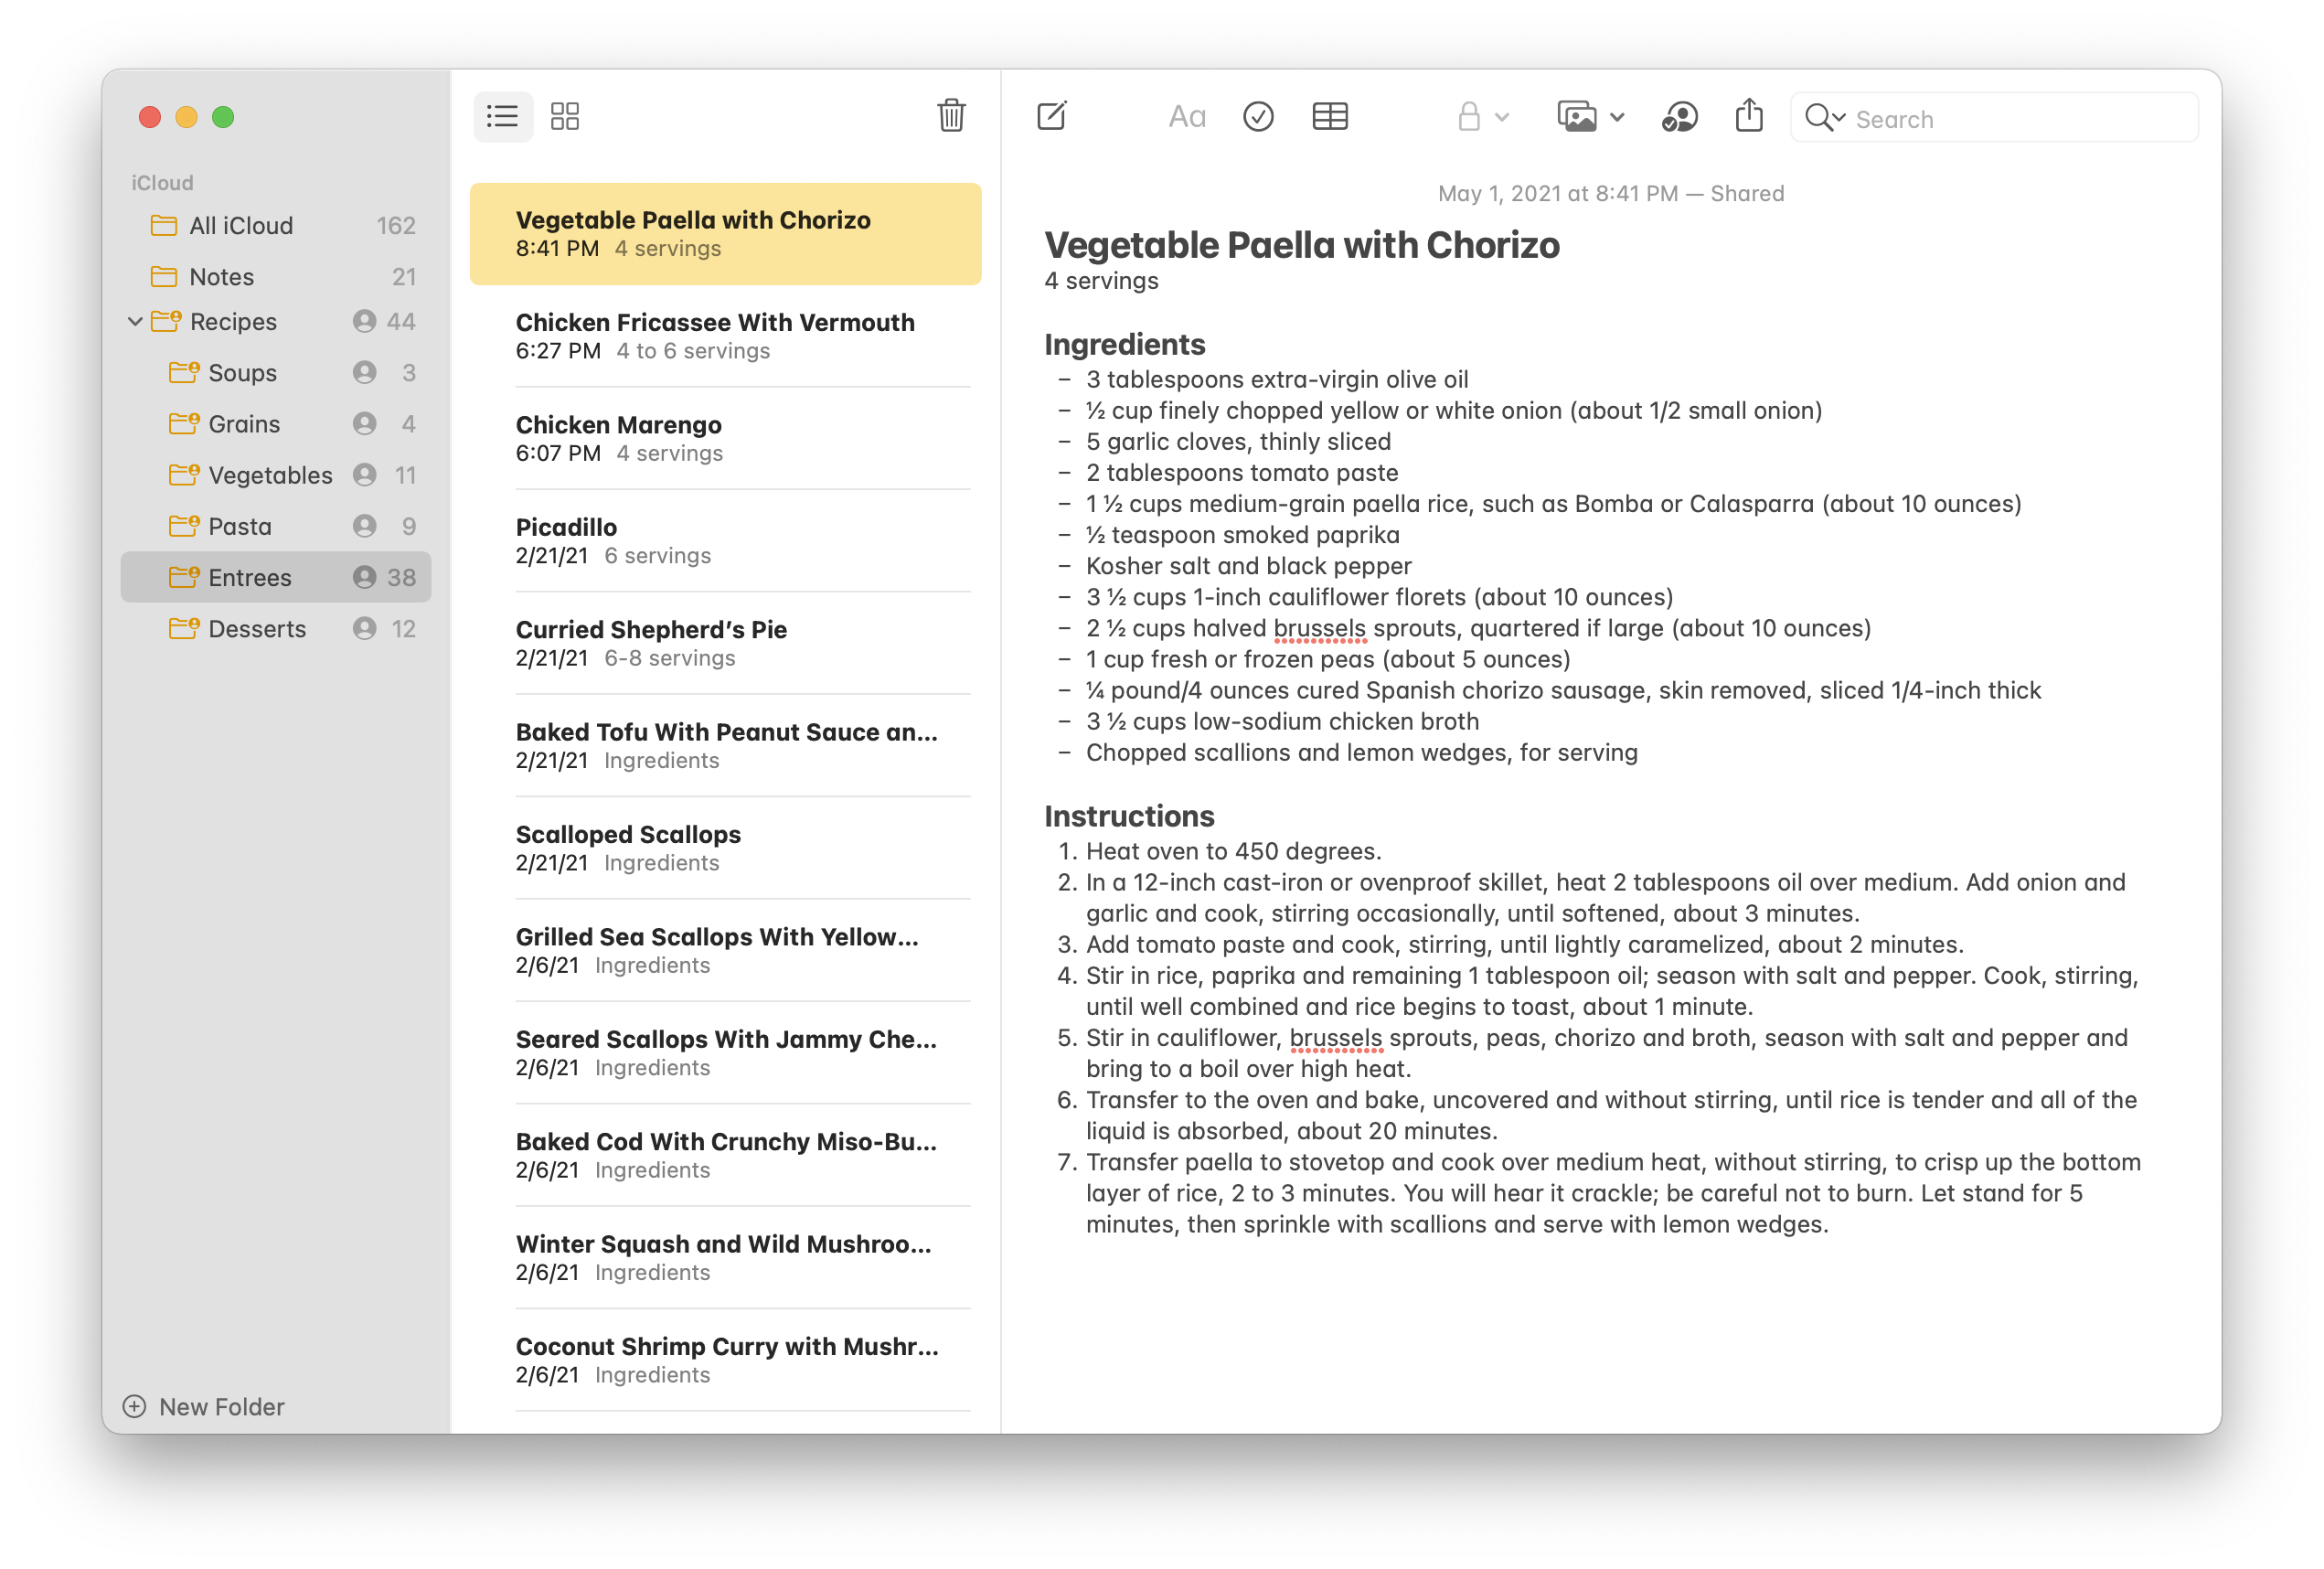 iCloud
All iCloud 162
Notes 21
Recipes 44
Soups 3
Grains 4
Vegetables 11
Pasta 9
Entrees 38
Desserts 12
New Folder
Vegetable Paella with Chorizo
8:41 PM 4 servings
Chicken Fricassee With Vermouth
6:27 PM 4 to 6 servings
Chicken Marengo
6:07 PM 4 servings
Picadillo
2/21/21 6 servings
Curried Shepherd’s Pie
2/21/21 6-8 servings
Baked Tofu With Peanut Sauce an...
2/21/21 Ingredients
Scalloped Scallops
2/21/21 Ingredients
Grilled Sea Scallops With Yellow...
2/6/21 Ingredients
Seared Scallops With Jammy Che...
2/6/21 Ingredients
Baked Cod With Crunchy Miso-Bu...
2/6/21 Ingredients
Winter Squash and Wild Mushroo...
2/6/21 Ingredients
Coconut Shrimp Curry with Mushr...
2/6/21 Ingredients
Aa
Search
May 1, 2021 at 8:41 PM — Shared
Vegetable Paella with Chorizo
4 servings
Ingredients
– 3 tablespoons extra-virgin olive oil
– ½ cup finely chopped yellow or white onion (about 1/2 small onion)
– 5 garlic cloves, thinly sliced
– 2 tablespoons tomato paste
– 1 ½ cups medium-grain paella rice, such as Bomba or Calasparra (about 10 ounces)
– ½ teaspoon smoked paprika
– Kosher salt and black pepper
– 3 ½ cups 1-inch cauliflower florets (about 10 ounces)
– 2 ½ cups halved brussels sprouts, quartered if large (about 10 ounces)
– 1 cup fresh or frozen peas (about 5 ounces)
– ¼ pound/4 ounces cured Spanish chorizo sausage, skin removed, sliced 1/4-inch thick
– 3 ½ cups low-sodium chicken broth
– Chopped scallions and lemon wedges, for serving
Instructions
1. Heat oven to 450 degrees.
2. In a 12-inch cast-iron or ovenproof skillet, heat 2 tablespoons oil over medium. Add onion and
garlic and cook, stirring occasionally, until softened, about 3 minutes.
3. Add tomato paste and cook, stirring, until lightly caramelized, about 2 minutes.
4. Stir in rice, paprika and remaining 1 tablespoon oil; season with salt and pepper. Cook, stirring,
until well combined and rice begins to toast, about 1 minute.
5. Stir in cauliflower, brussels sprouts, peas, chorizo and broth, season with salt and pepper and
bring to a boil over high heat.
6. Transfer to the oven and bake, uncovered and without stirring, until rice is tender and all of the
liquid is absorbed, about 20 minutes.
7. Transfer paella to stovetop and cook over medium heat, without stirring, to crisp up the bottom
layer of rice, 2 to 3 minutes. You will hear it crackle; be careful not to burn. Let stand for 5
minutes, then sprinkle with scallions and serve with lemon wedges.